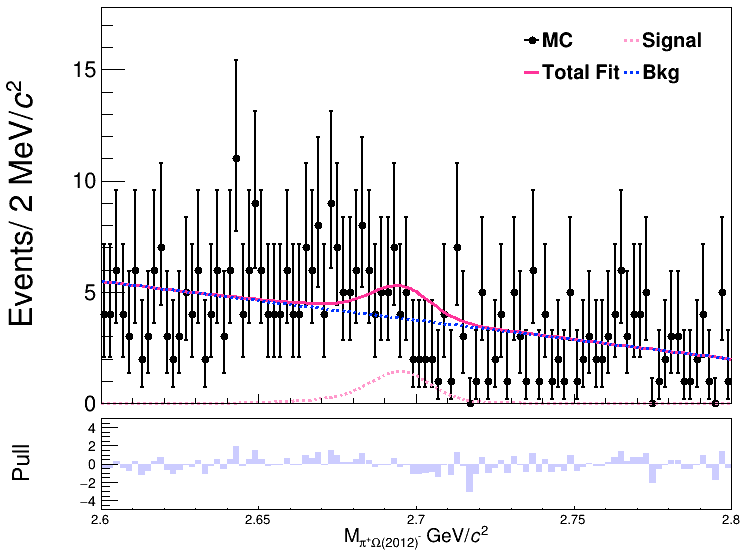 MC
Signal
Total Fit
Bkg
Events/ 2 MeV/c²
15
10
5
0
Pull
4
2
0
−2
−4
2.6
2.65
2.7
2.75
2.8
M_π⁺Ω(2012)⁻ GeV/c²